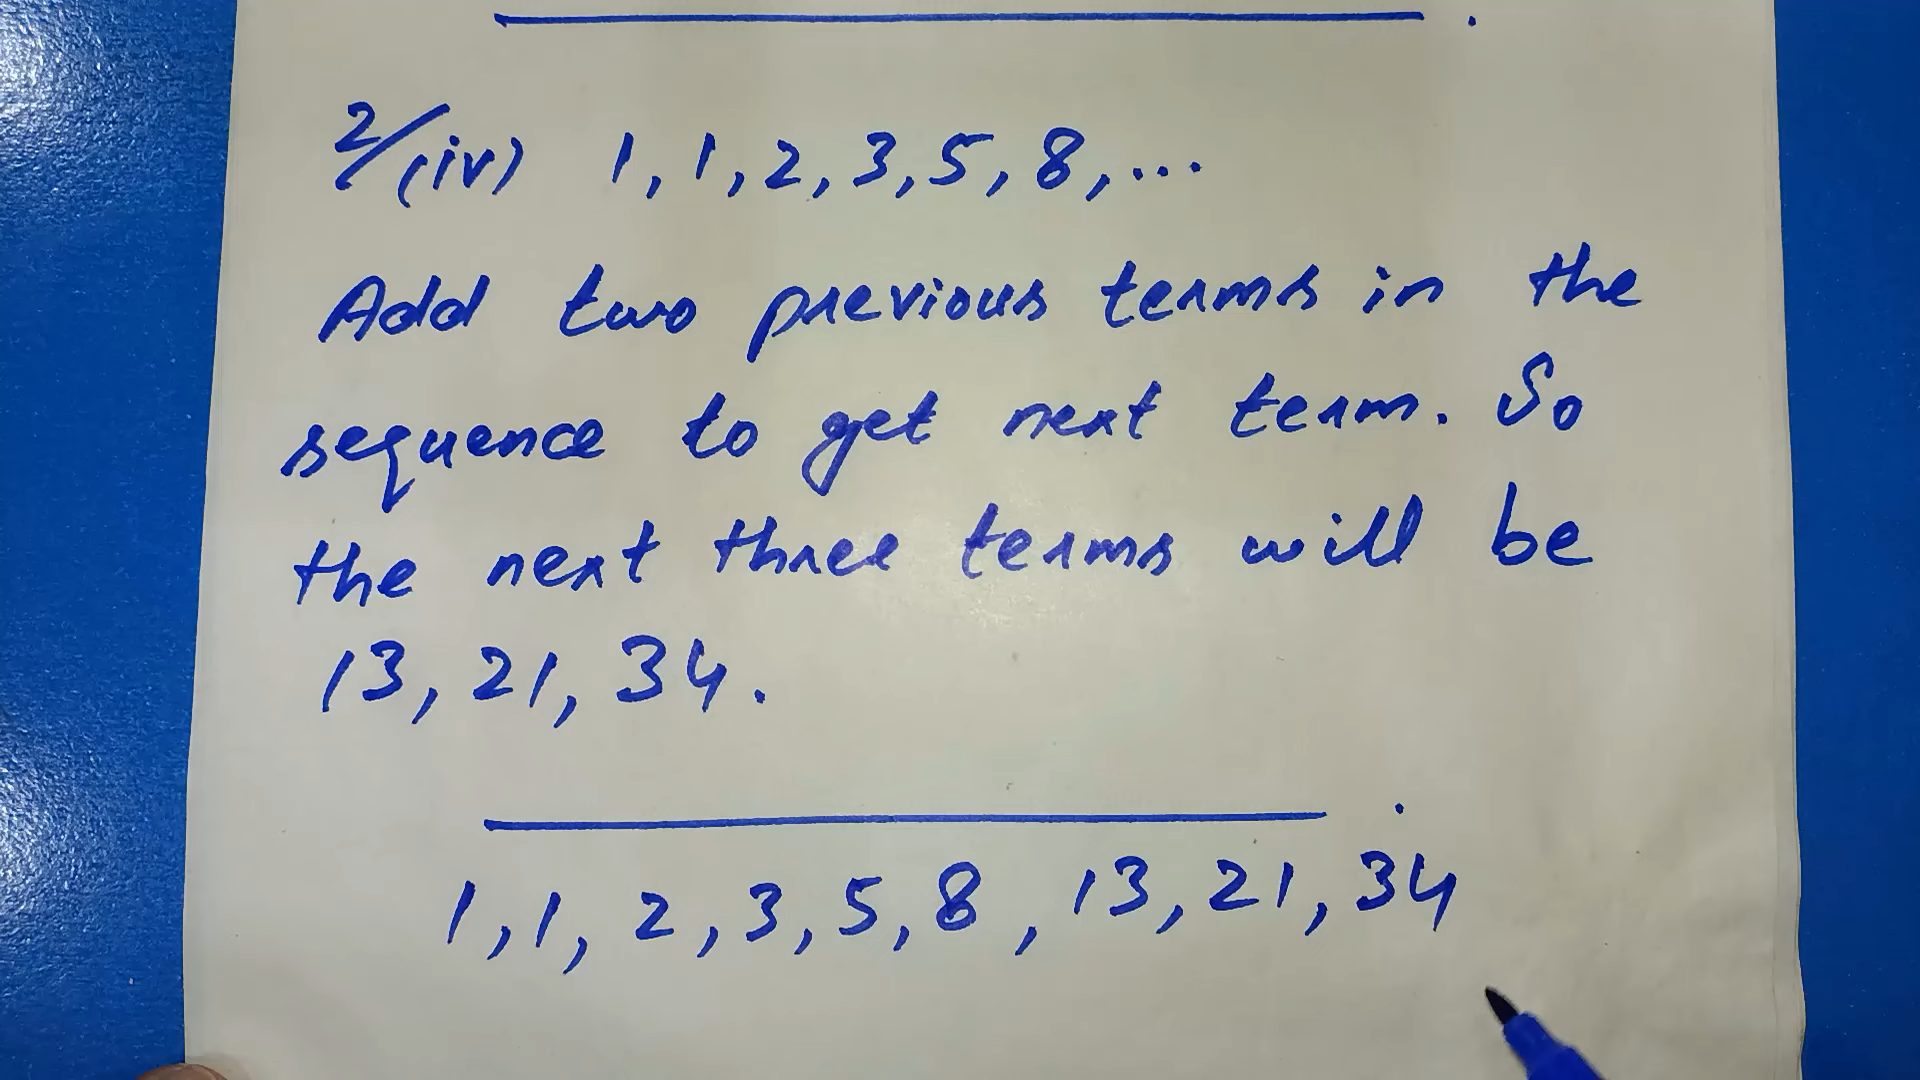 2/(iv) 1, 1, 2, 3, 5, 8, ...
Add two previous terms in the
sequence to get next term. So
the next three terms will be
13, 21, 34.
1, 1, 2, 3, 5, 8, 13, 21, 34